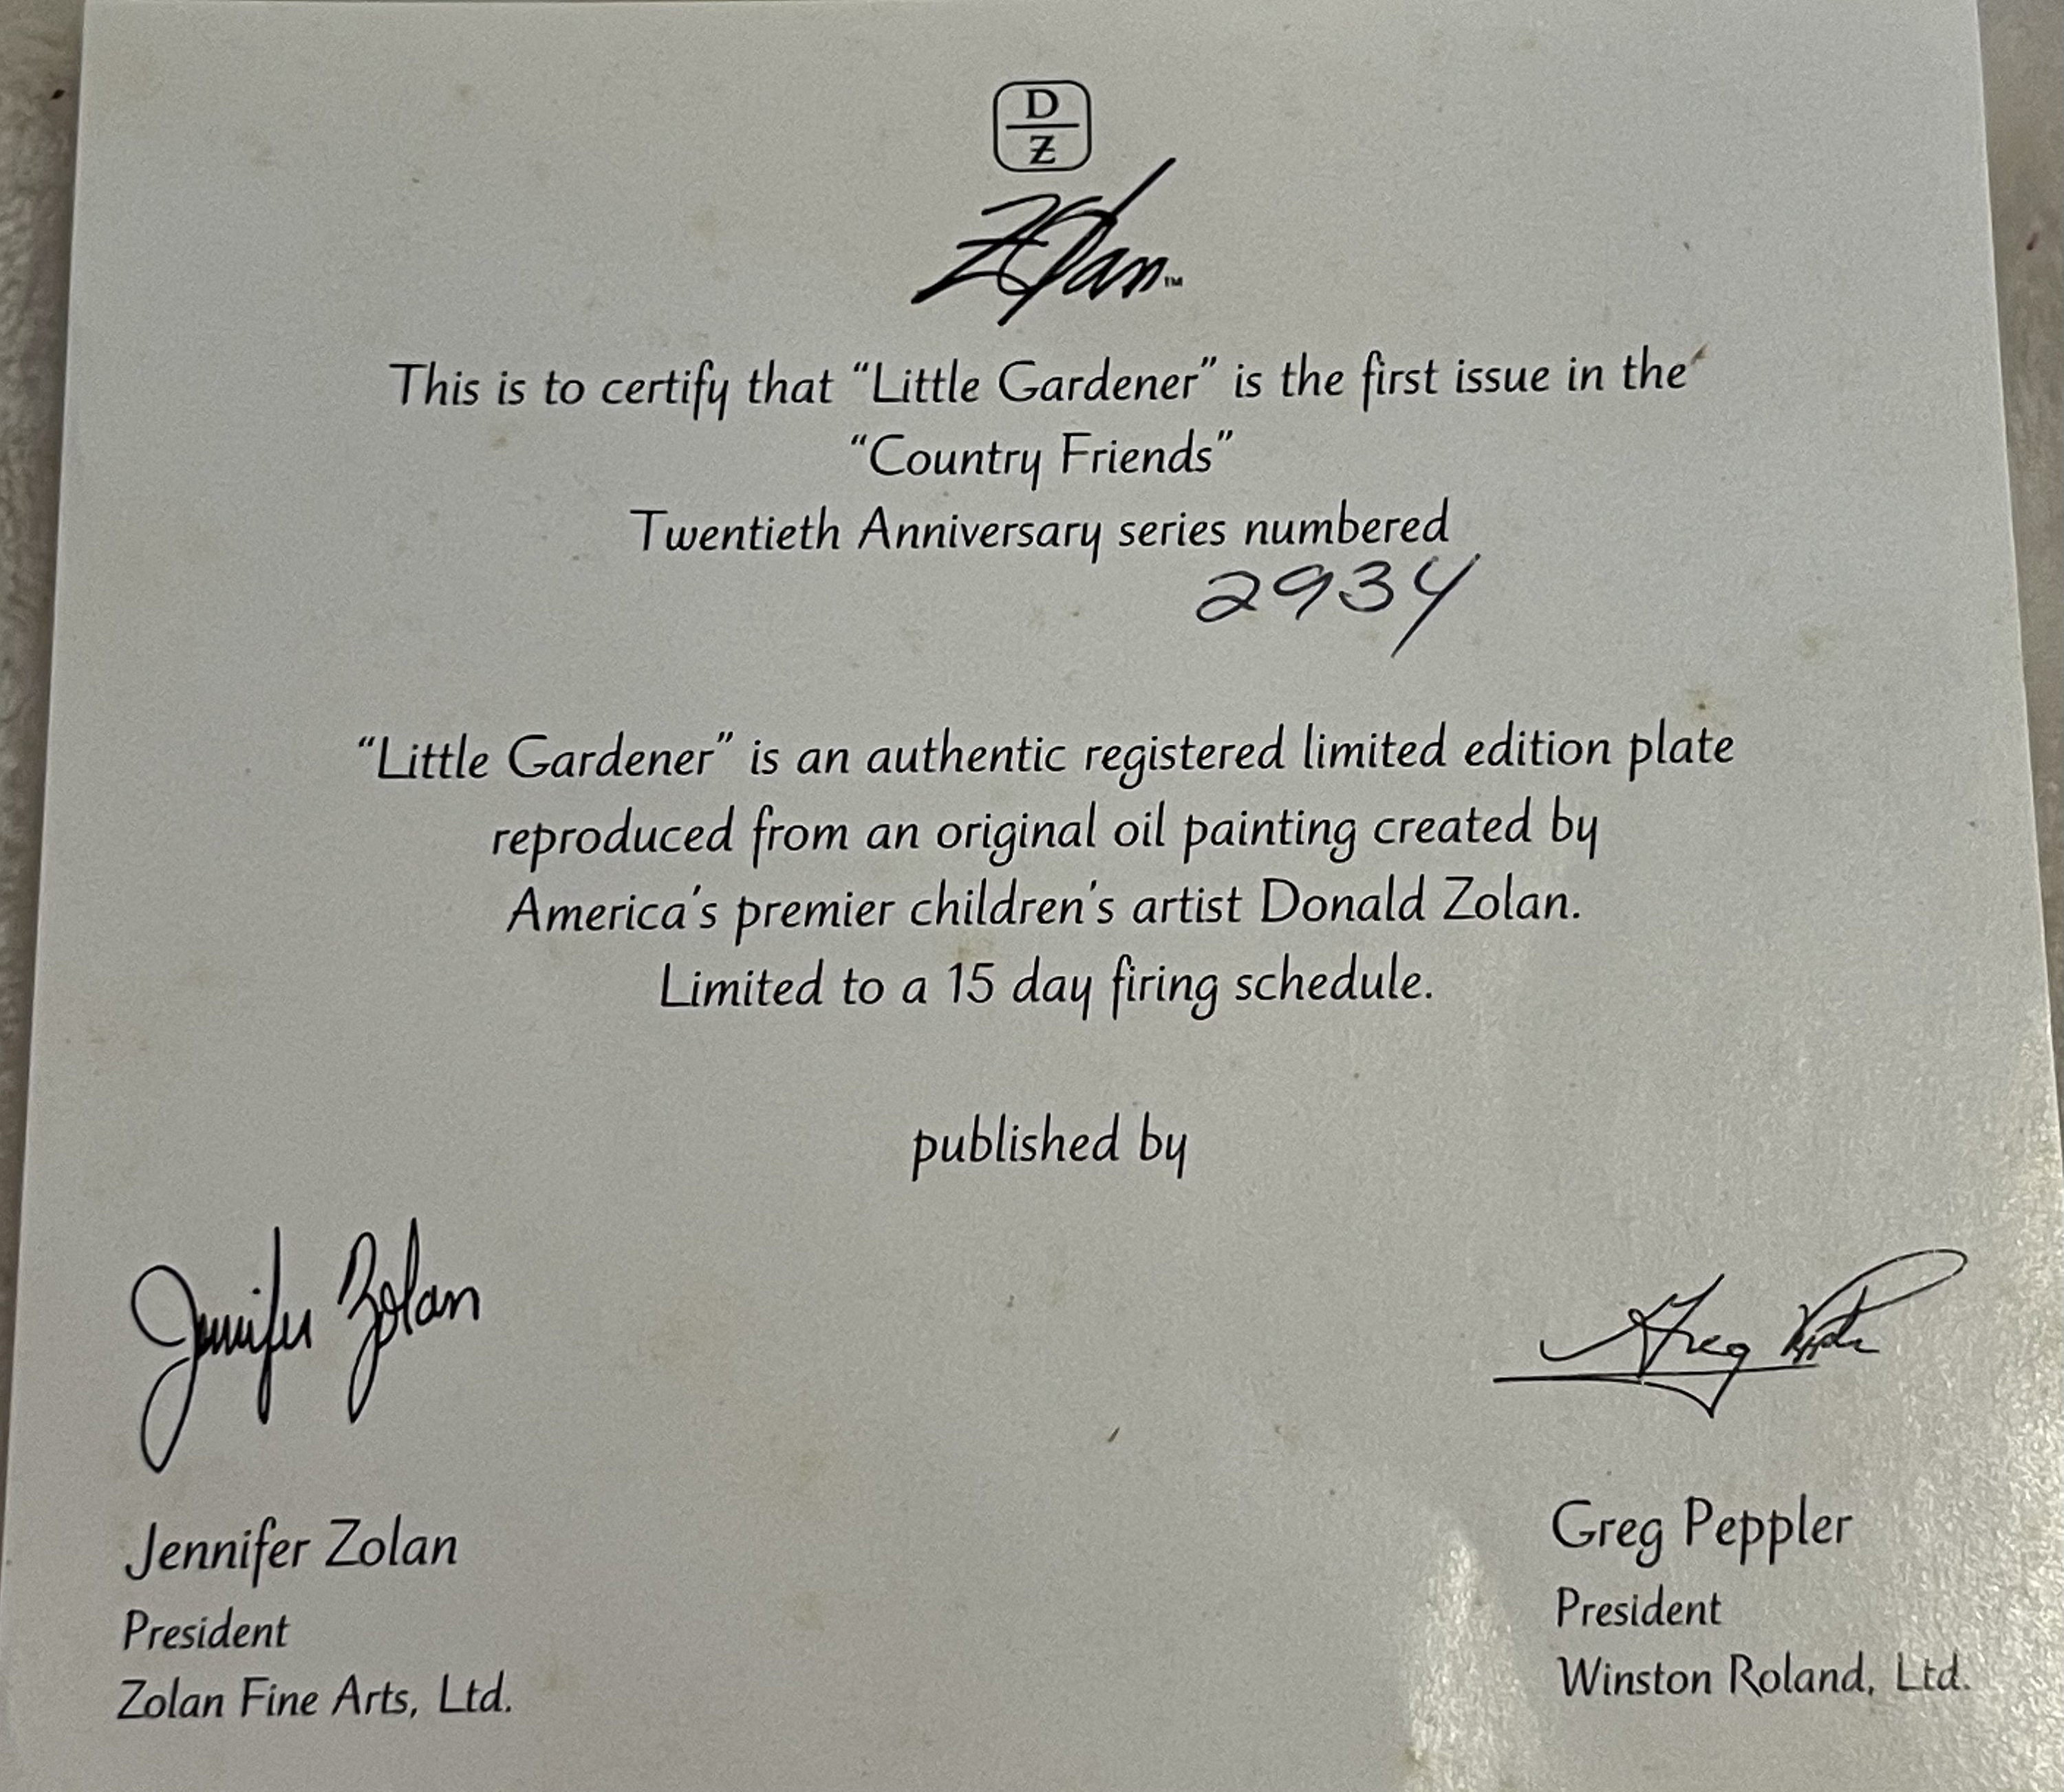 D
Z
Zolan™
This is to certify that “Little Gardener” is the first issue in the
“Country Friends”
Twentieth Anniversary series numbered
2934
“Little Gardener” is an authentic registered limited edition plate
reproduced from an original oil painting created by
America's premier children's artist Donald Zolan.
Limited to a 15 day firing schedule.
published by
Jennifer Zolan
Greg Peppler
Jennifer Zolan
President
Zolan Fine Arts, Ltd.
Greg Peppler
President
Winston Roland, Ltd.